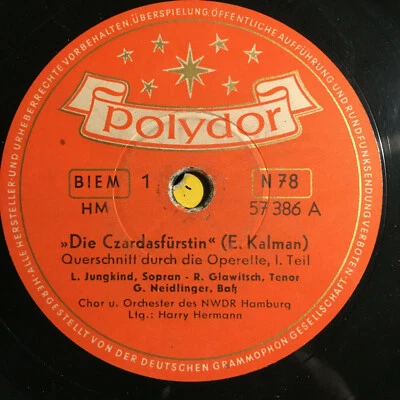 ALLE HERSTELLER-UND URHEBERRECHTE VORBEHALTEN ÜBERSPIELUNG, ÖFFENTLICHE AUFFÜHRUNG UND RUNDFUNKSENDUNG VERBOTEN
Polydor
BIEM 1 N 78
HM 57 386 A
»Die Czardasfürstin“ (E. Kalman)
Querschnitt durch die Operette, I. Teil
L. Jungkind, Sopran - R. Glawitsch, Tenor
G. Neidlinger, Baß
Chor u. Orchester des NWDR Hamburg
Ltg.: Harry Hermann
HERGESTELLT VON DER DEUTSCHEN GRAMMOPHON GESELLSCHAFT